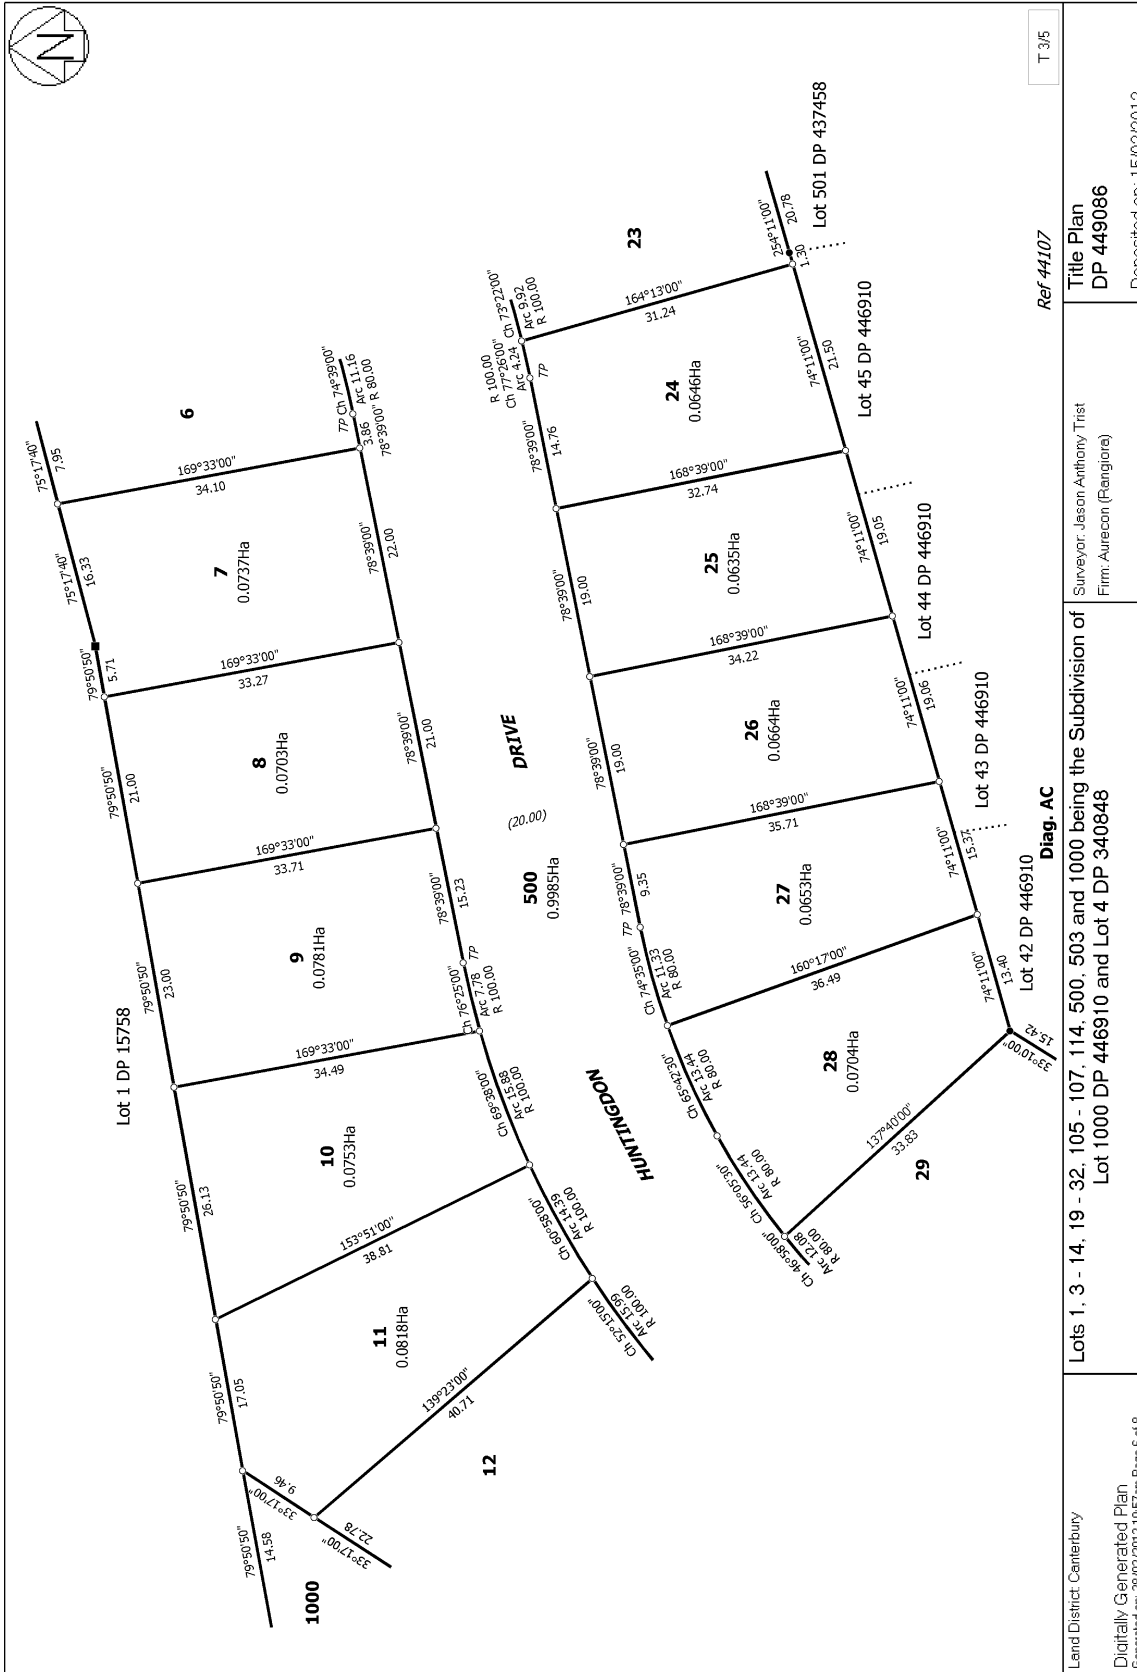 N
T 3/5
Lot 1 DP 15758
1000
79°50'50"
14.58
79°50'50"
17.05
79°50'50"
26.13
79°50'50"
23.00
79°50'50"
21.00
79°50'50"
5.71
75°17'40"
16.33
75°17'40"
7.95
33°17'00"
9.46
33°17'00"
22.78
12
139°23'00"
40.71
11
0.0818Ha
153°51'00"
38.81
10
0.0753Ha
169°33'00"
34.49
9
0.0781Ha
169°33'00"
33.71
8
0.0703Ha
169°33'00"
33.27
7
0.0737Ha
169°33'00"
34.10
6
Ch 52°15'00"
Arc 15.99
R 100.00
Ch 60°58'00"
Arc 14.39
R 100.00
Ch 69°38'00"
Arc 15.88
R 100.00
Ch 76°25'00"
Arc 7.78
R 100.00
TP
78°39'00"
15.23
78°39'00"
21.00
78°39'00"
22.00
TP Ch 74°39'00"
3.86 Arc 11.16
78°39'00" R 80.00
HUNTINGDON
DRIVE
(20.00)
500
0.9985Ha
Ch 46°58'00"
Arc 12.08
R 80.00
Ch 56°05'30"
Arc 13.44
R 80.00
Ch 65°42'30"
Arc 13.44
R 80.00
Ch 74°35'00"
Arc 11.33
R 80.00
TP
78°39'00"
9.35
78°39'00"
19.00
78°39'00"
19.00
78°39'00"
14.76
TP
R 100.00
Ch 77°26'00"
Arc 4.24
Ch 73°22'00"
Arc 9.92
R 100.00
29
137°40'00"
33.83
28
0.0704Ha
160°17'00"
36.49
27
0.0653Ha
168°39'00"
35.71
26
0.0664Ha
168°39'00"
34.22
25
0.0635Ha
168°39'00"
32.74
24
0.0646Ha
164°13'00"
31.24
23
33°10'00"
15.42
74°11'00"
13.40
74°11'00"
15.37
74°11'00"
19.06
74°11'00"
19.05
74°11'00"
21.50
1.30
254°11'00"
20.78
Lot 42 DP 446910
Lot 43 DP 446910
Lot 44 DP 446910
Lot 45 DP 446910
Lot 501 DP 437458
Diag. AC
Ref 44107
Land District: Canterbury
Digitally Generated Plan
Lots 1, 3 - 14, 19 - 32, 105 - 107, 114, 500, 503 and 1000 being the Subdivision of
Lot 1000 DP 446910 and Lot 4 DP 340848
Surveyor: Jason Anthony Trist
Firm: Aurecon (Rangiora)
Title Plan
DP 449086
Deposited on: 15/02/2012